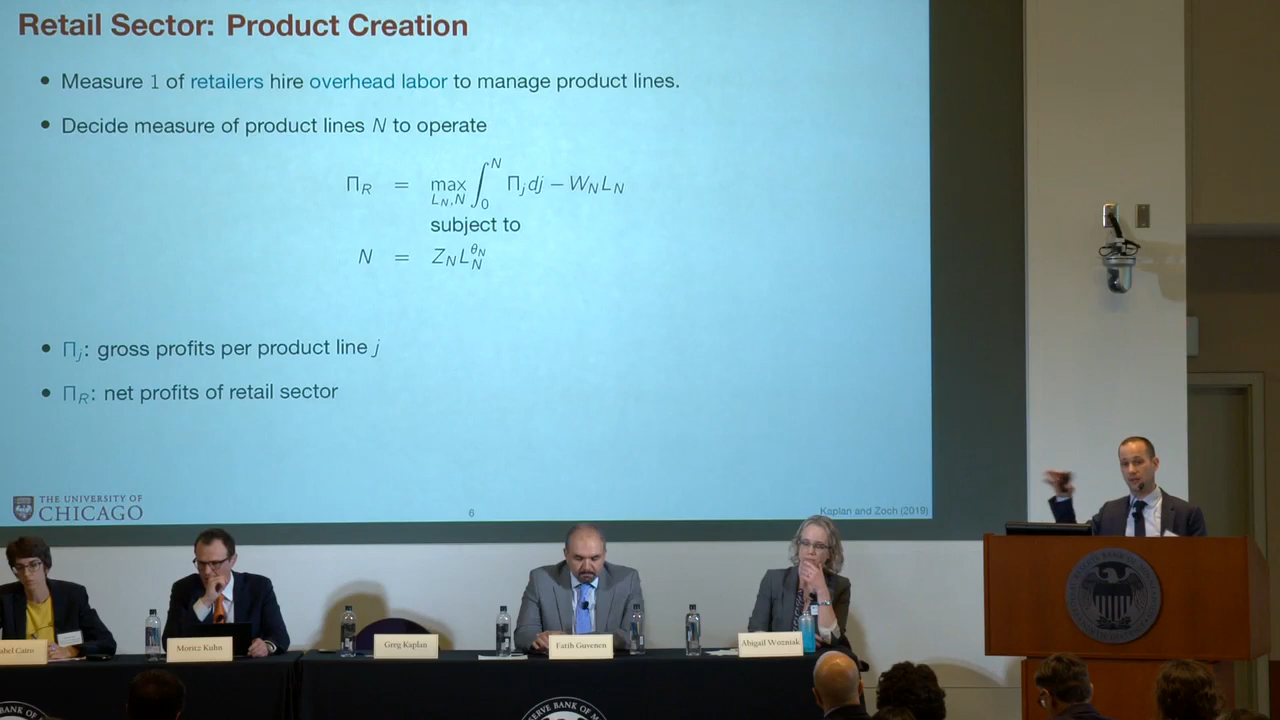 Retail Sector: Product Creation
• Measure 1 of retailers hire overhead labor to manage product lines.
• Decide measure of product lines N to operate
Π_R = max_{L_N,N} ∫_0^N Π_j dj − W_N L_N
subject to
N = Z_N L_N^{θ_N}
• Π_j: gross profits per product line j
• Π_R: net profits of retail sector
THE UNIVERSITY OF
CHICAGO
6
Kaplan and Zoch (2019)
Moritz Kuhn
Greg Kaplan
Fatih Guvenen
Abigail Wozniak